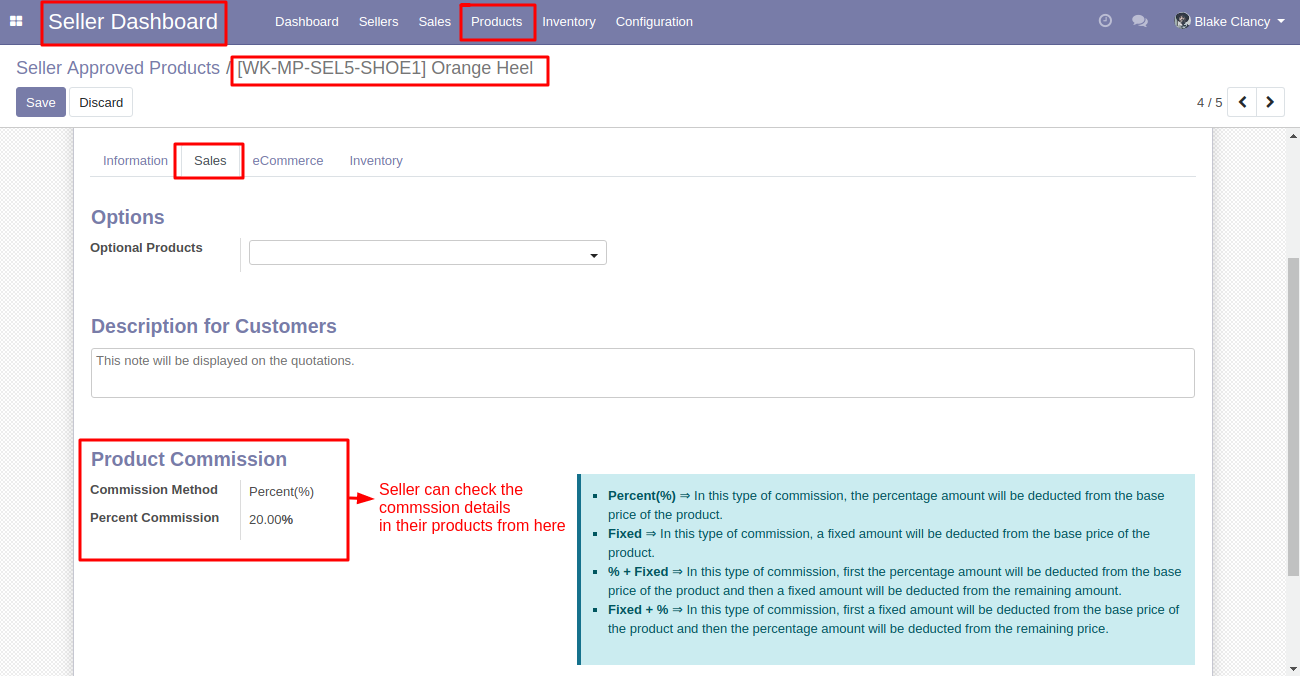 Seller Dashboard Dashboard Sellers Sales Products Inventory Configuration Blake Clancy
Seller Approved Products / [WK-MP-SEL5-SHOE1] Orange Heel
Save Discard 4 / 5
Information Sales eCommerce Inventory
Options
Optional Products
Description for Customers
This note will be displayed on the quotations.
Product Commission
Commission Method Percent(%)
Percent Commission 20.00%
Seller can check the
commssion details
in their products from here
Percent(%) ⇒ In this type of commission, the percentage amount will be deducted from the base
price of the product.
Fixed ⇒ In this type of commission, a fixed amount will be deducted from the base price of the
product.
% + Fixed ⇒ In this type of commission, first the percentage amount will be deducted from the base
price of the product and then a fixed amount will be deducted from the remaining amount.
Fixed + % ⇒ In this type of commission, first a fixed amount will be deducted from the base price of
the product and then the percentage amount will be deducted from the remaining price.